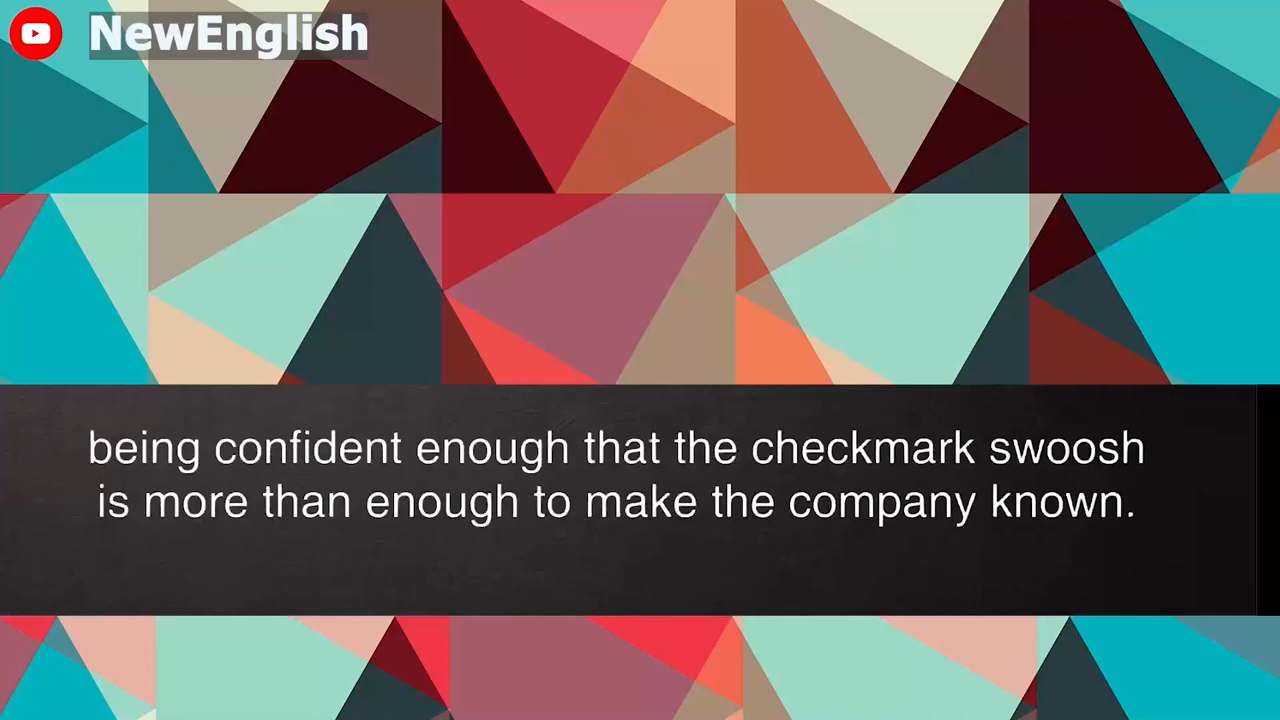 NewEnglish
being confident enough that the checkmark swoosh
is more than enough to make the company known.